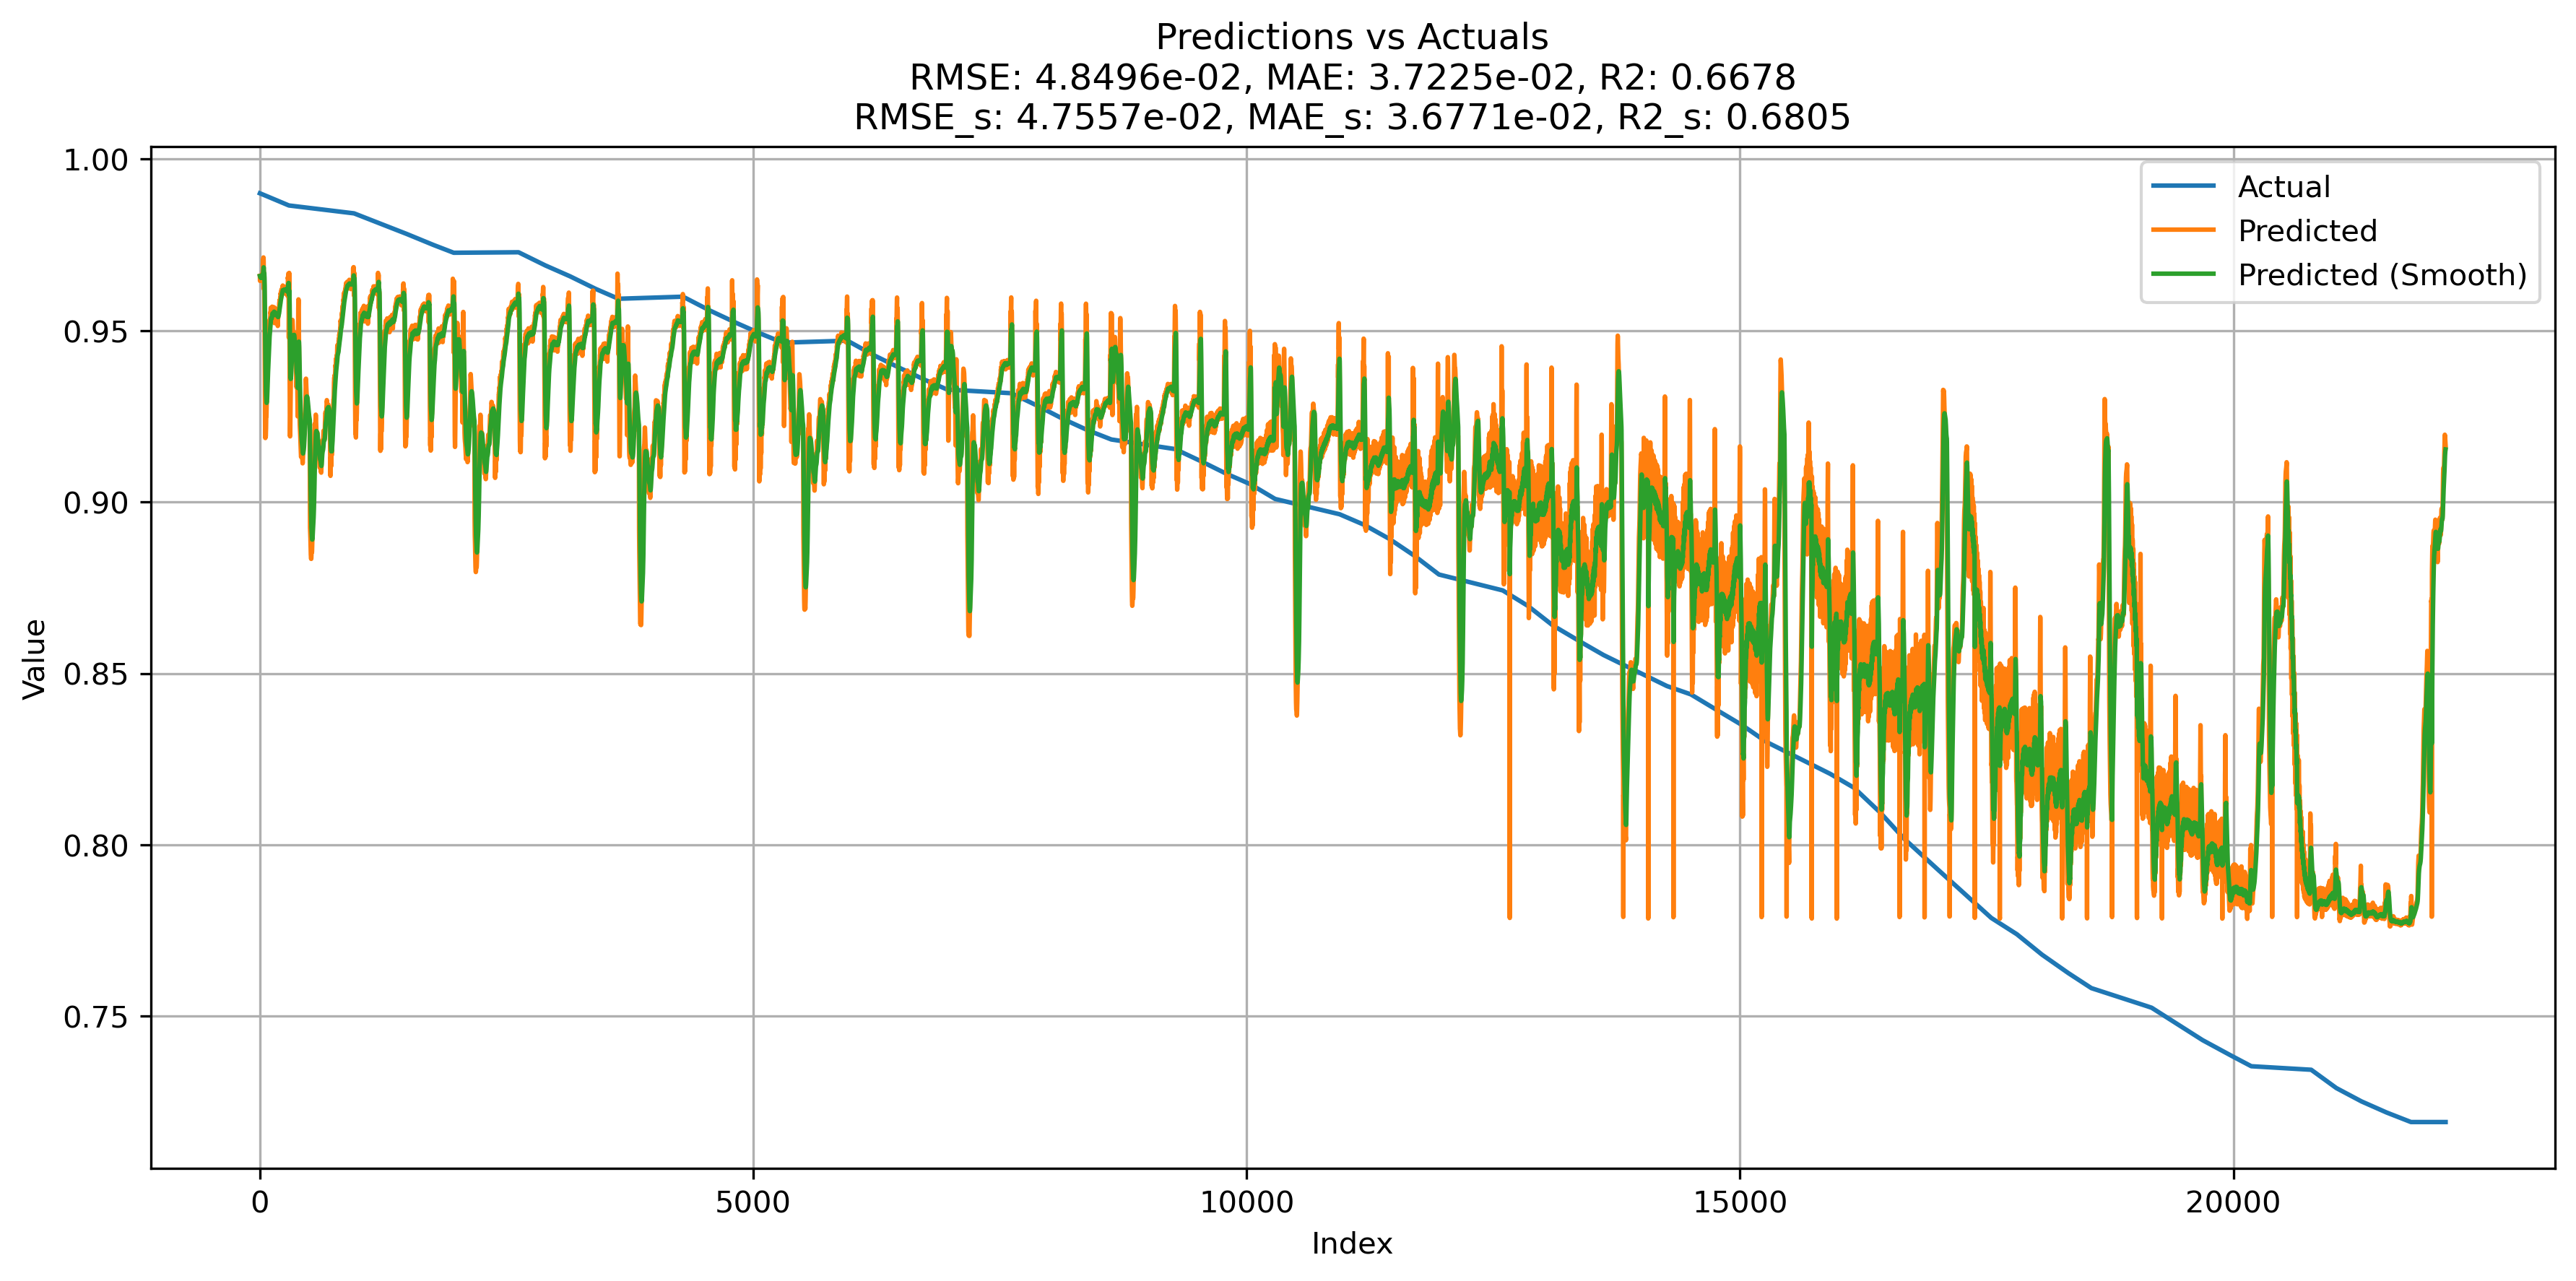 Predictions vs Actuals
RMSE: 4.8496e-02, MAE: 3.7225e-02, R2: 0.6678
RMSE_s: 4.7557e-02, MAE_s: 3.6771e-02, R2_s: 0.6805
1.00
0.95
0.90
0.85
0.80
0.75
Value
Actual
Predicted
Predicted (Smooth)
0 5000 10000 15000 20000
Index